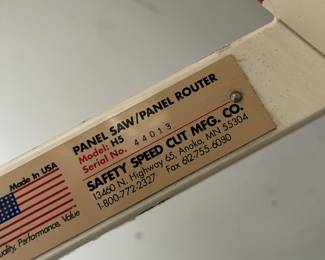 PANEL SAW/PANEL ROUTER
Model: H5
Serial No. 44013
SAFETY SPEED CUT MFG. CO.
13460 N. Highway 65, Anoka, MN 55304
1-800-772-2327 Fax 612-755-6090
Made in USA
Quality, Performance, Value